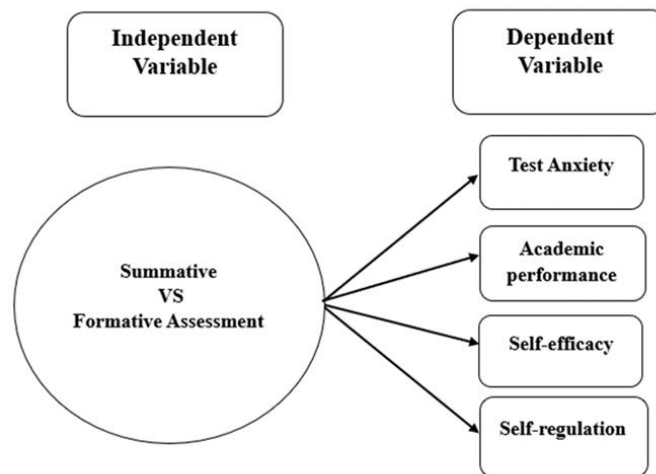 Independent
Variable
Dependent
Variable
Summative
VS
Formative Assessment
Test Anxiety
Academic
performance
Self-efficacy
Self-regulation